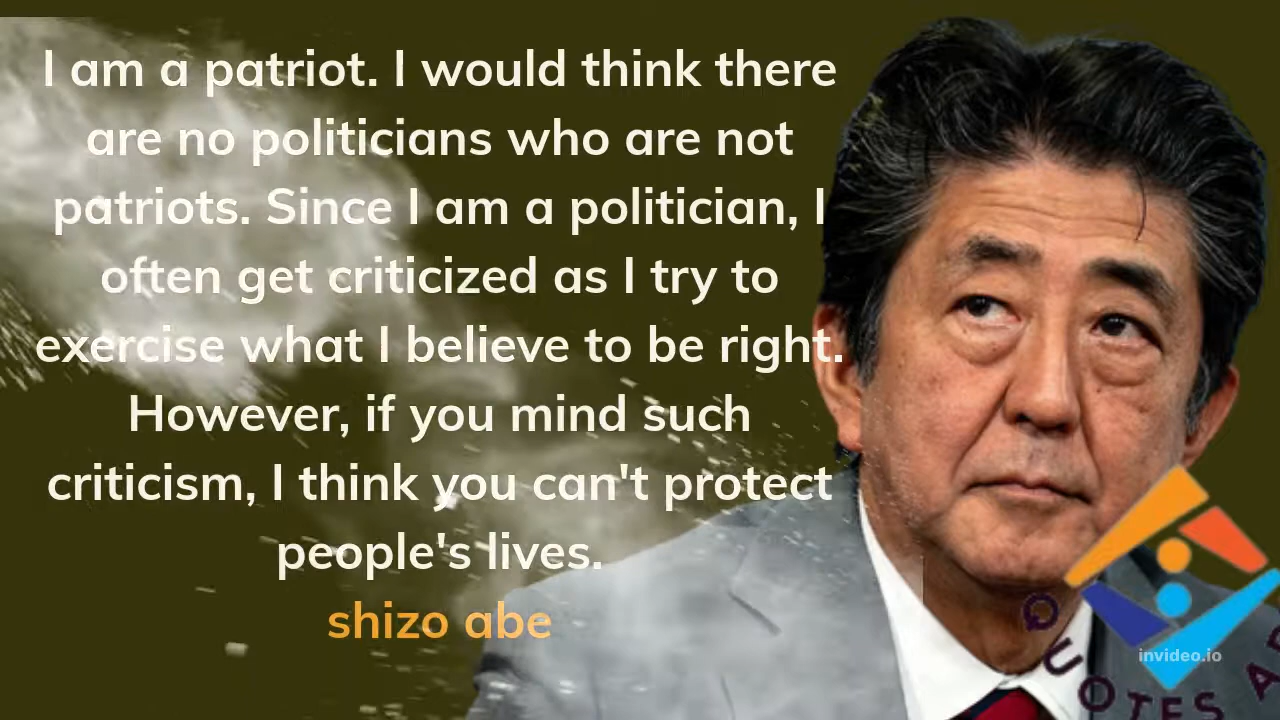 I am a patriot. I would think there
are no politicians who are not
patriots. Since I am a politician, I
often get criticized as I try to
exercise what I believe to be right.
However, if you mind such
criticism, I think you can't protect
people's lives.
shizo abe
invideo.io
QUOTES